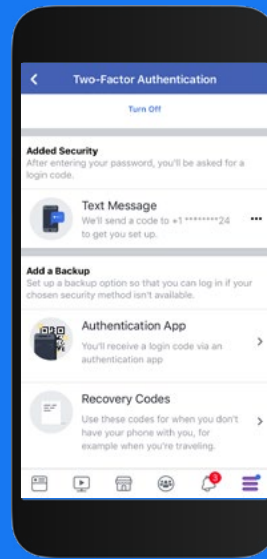 Two-Factor Authentication
Turn Off
Added Security
After entering your password, you'll be asked for a
login code.
Text Message
We'll send a code to +1 ********24
to get you set up.
Add a Backup
Set up a backup option so that you can log in if your
chosen security method isn't available.
Authentication App
You'll receive a login code via an
authentication app
Recovery Codes
Use these codes for when you don't
have your phone with you, for
example when you're traveling.
3